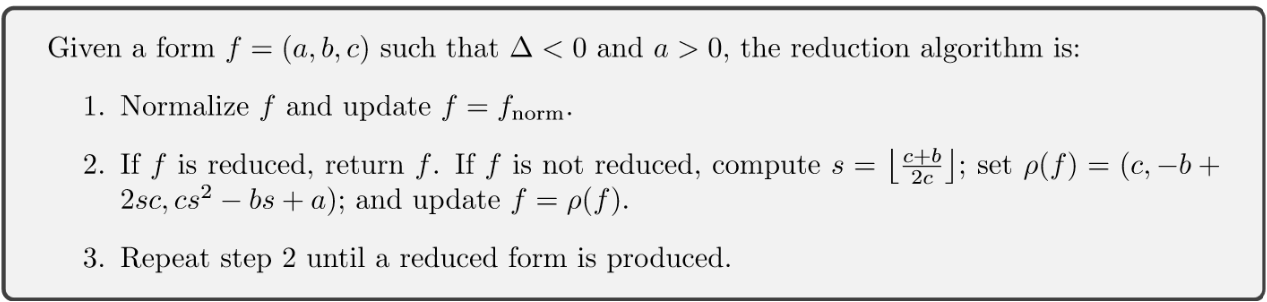 Given a form f = (a, b, c) such that Δ < 0 and a > 0, the reduction algorithm is:
1. Normalize f and update f = f_norm.
2. If f is reduced, return f. If f is not reduced, compute s = ⌊(c+b)/(2c)⌋; set ρ(f) = (c, −b +
2sc, cs² − bs + a); and update f = ρ(f).
3. Repeat step 2 until a reduced form is produced.